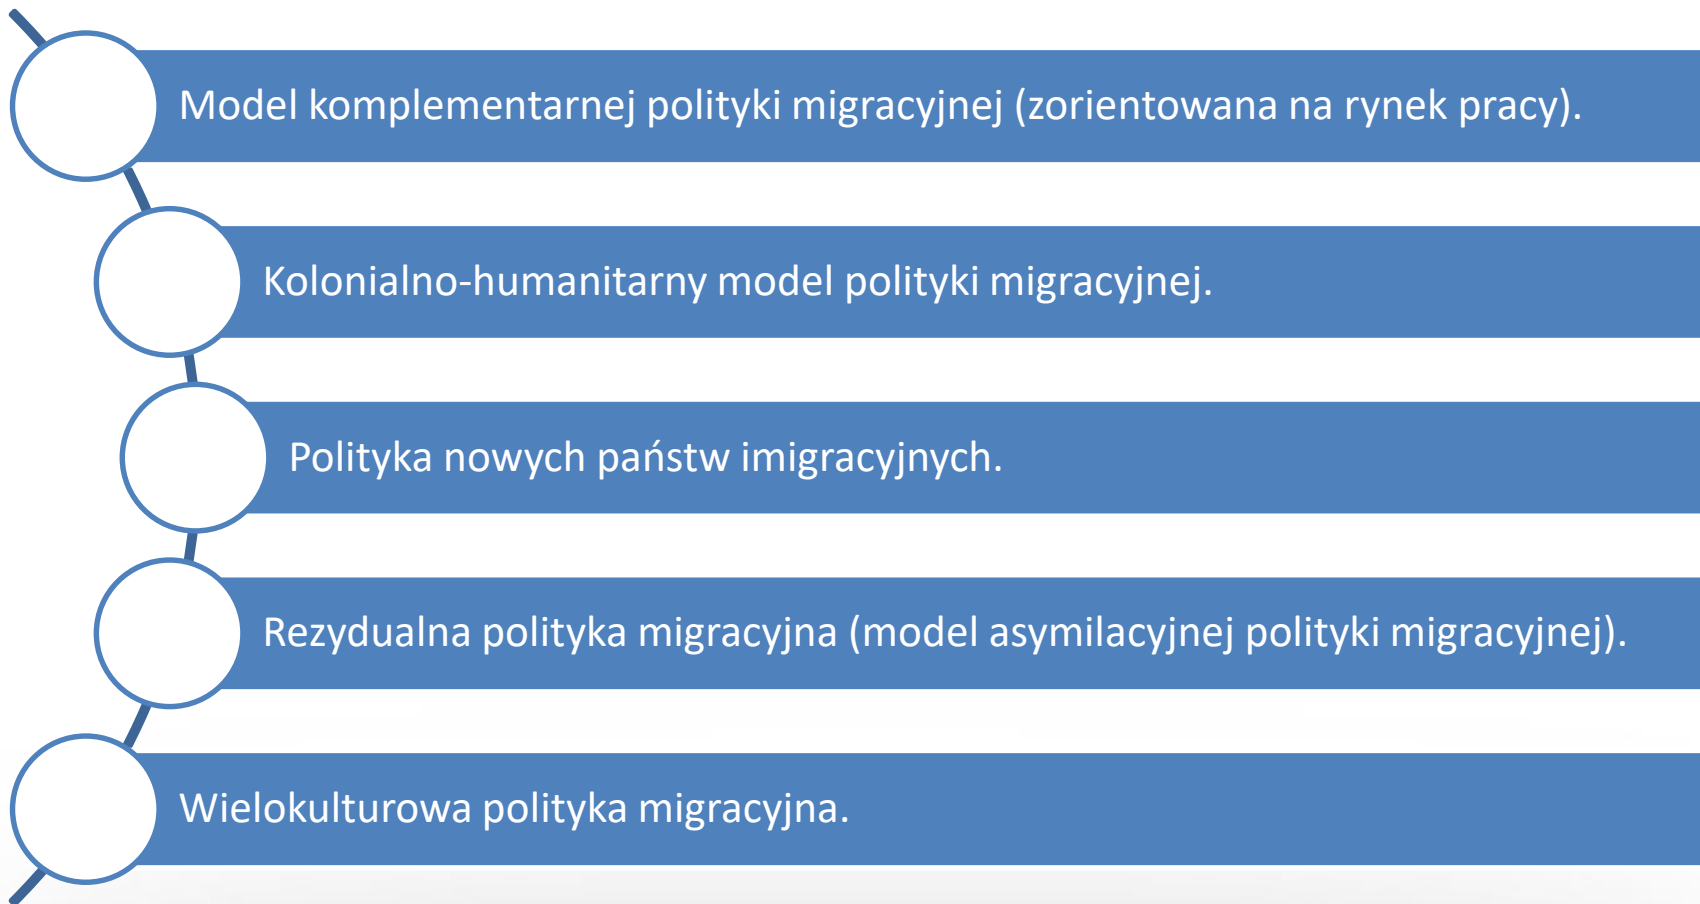 Model komplementarnej polityki migracyjnej (zorientowana na rynek pracy).
Kolonialno-humanitarny model polityki migracyjnej.
Polityka nowych państw imigracyjnych.
Rezydualna polityka migracyjna (model asymilacyjnej polityki migracyjnej).
Wielokulturowa polityka migracyjna.